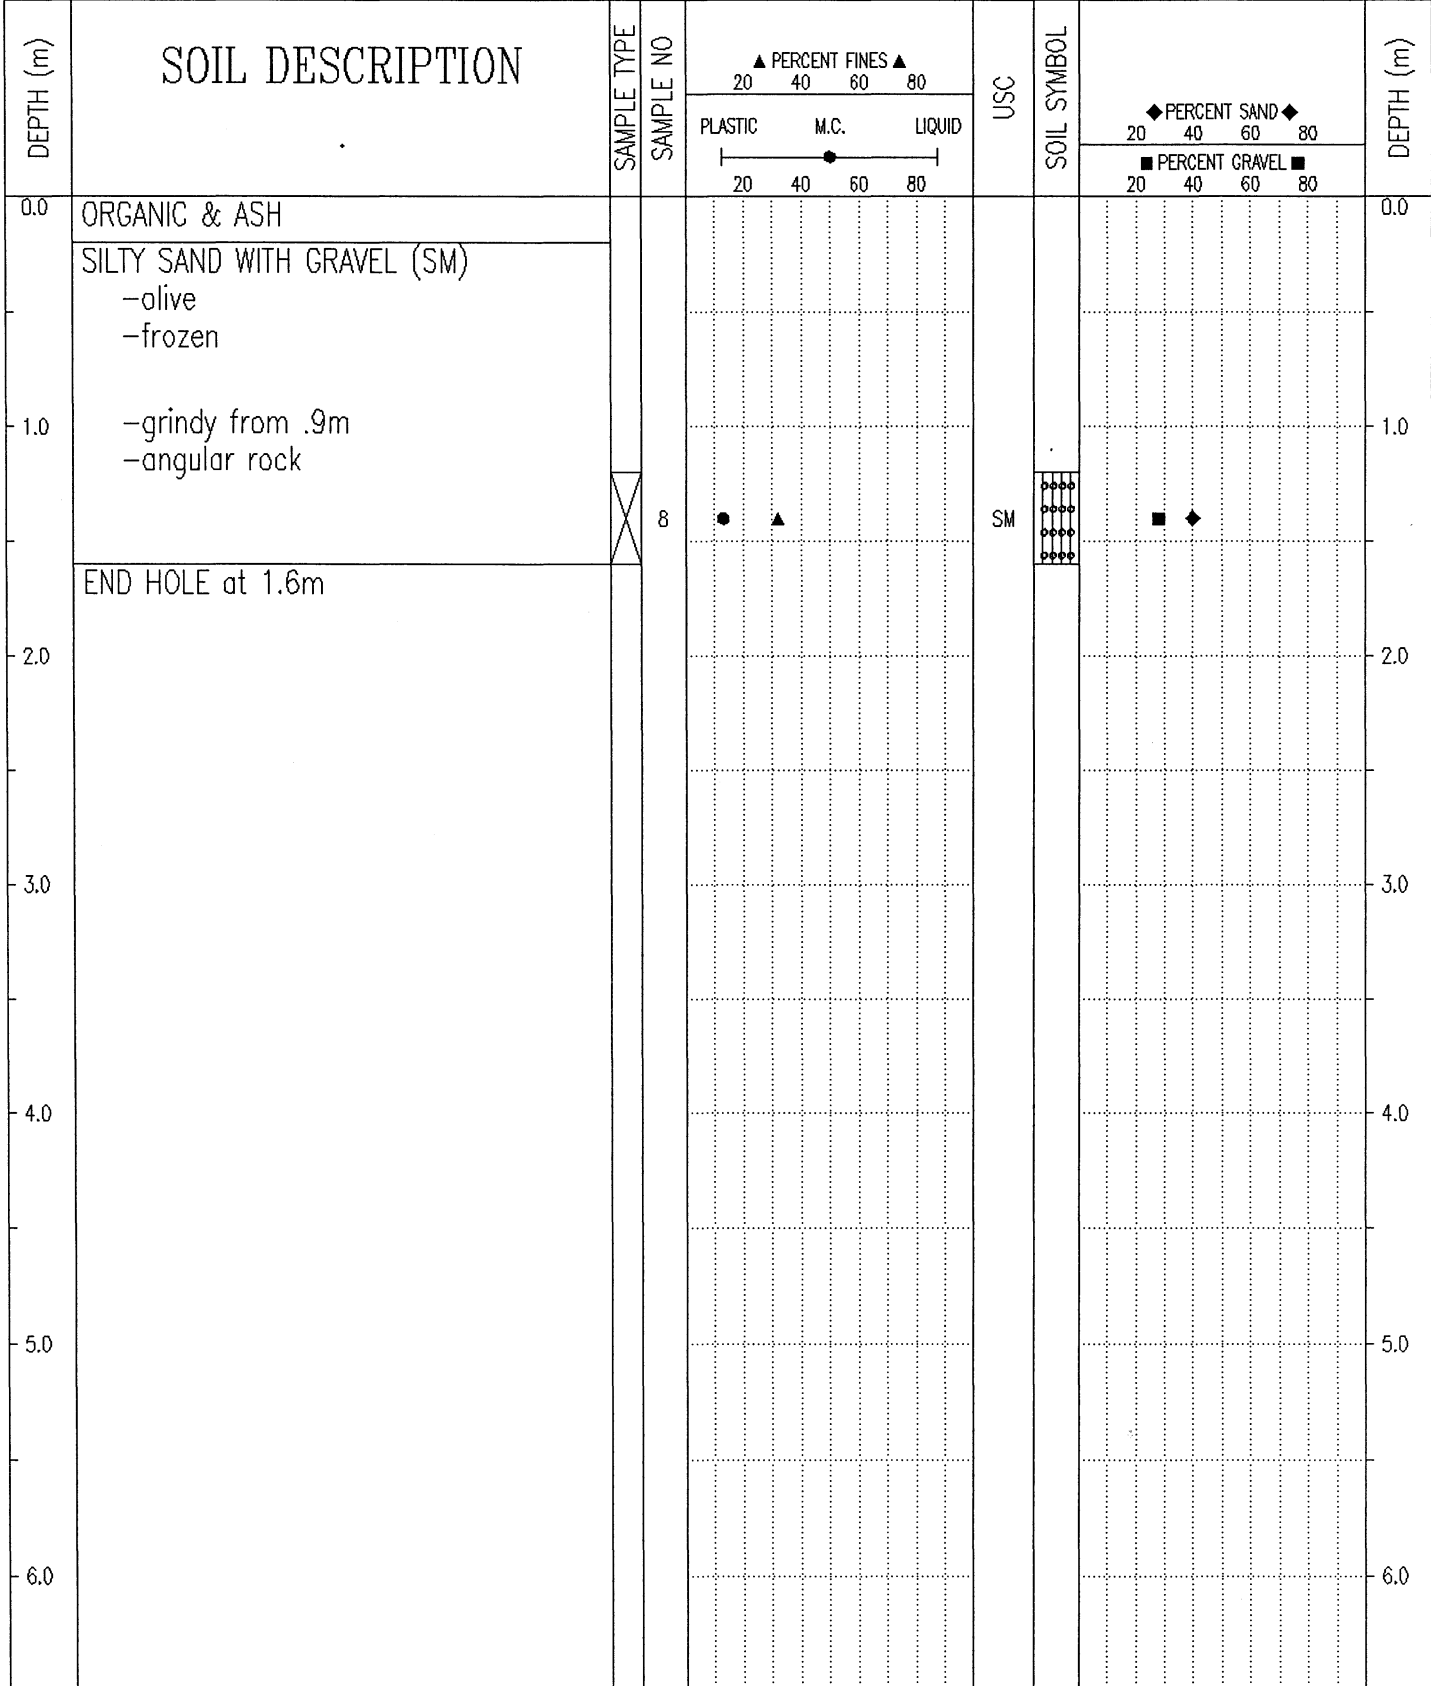 DEPTH (m)
SOIL DESCRIPTION
SAMPLE TYPE
SAMPLE NO
▲ PERCENT FINES ▲
20 40 60 80
PLASTIC M.C. LIQUID
20 40 60 80
USC
SOIL SYMBOL
◆ PERCENT SAND ◆
20 40 60 80
■ PERCENT GRAVEL ■
20 40 60 80
DEPTH (m)
0.0 ORGANIC & ASH 0.0
SILTY SAND WITH GRAVEL (SM)
-olive
-frozen
1.0 -grindy from .9m 1.0
-angular rock
8 SM
END HOLE at 1.6m
2.0 2.0
3.0 3.0
4.0 4.0
5.0 5.0
6.0 6.0